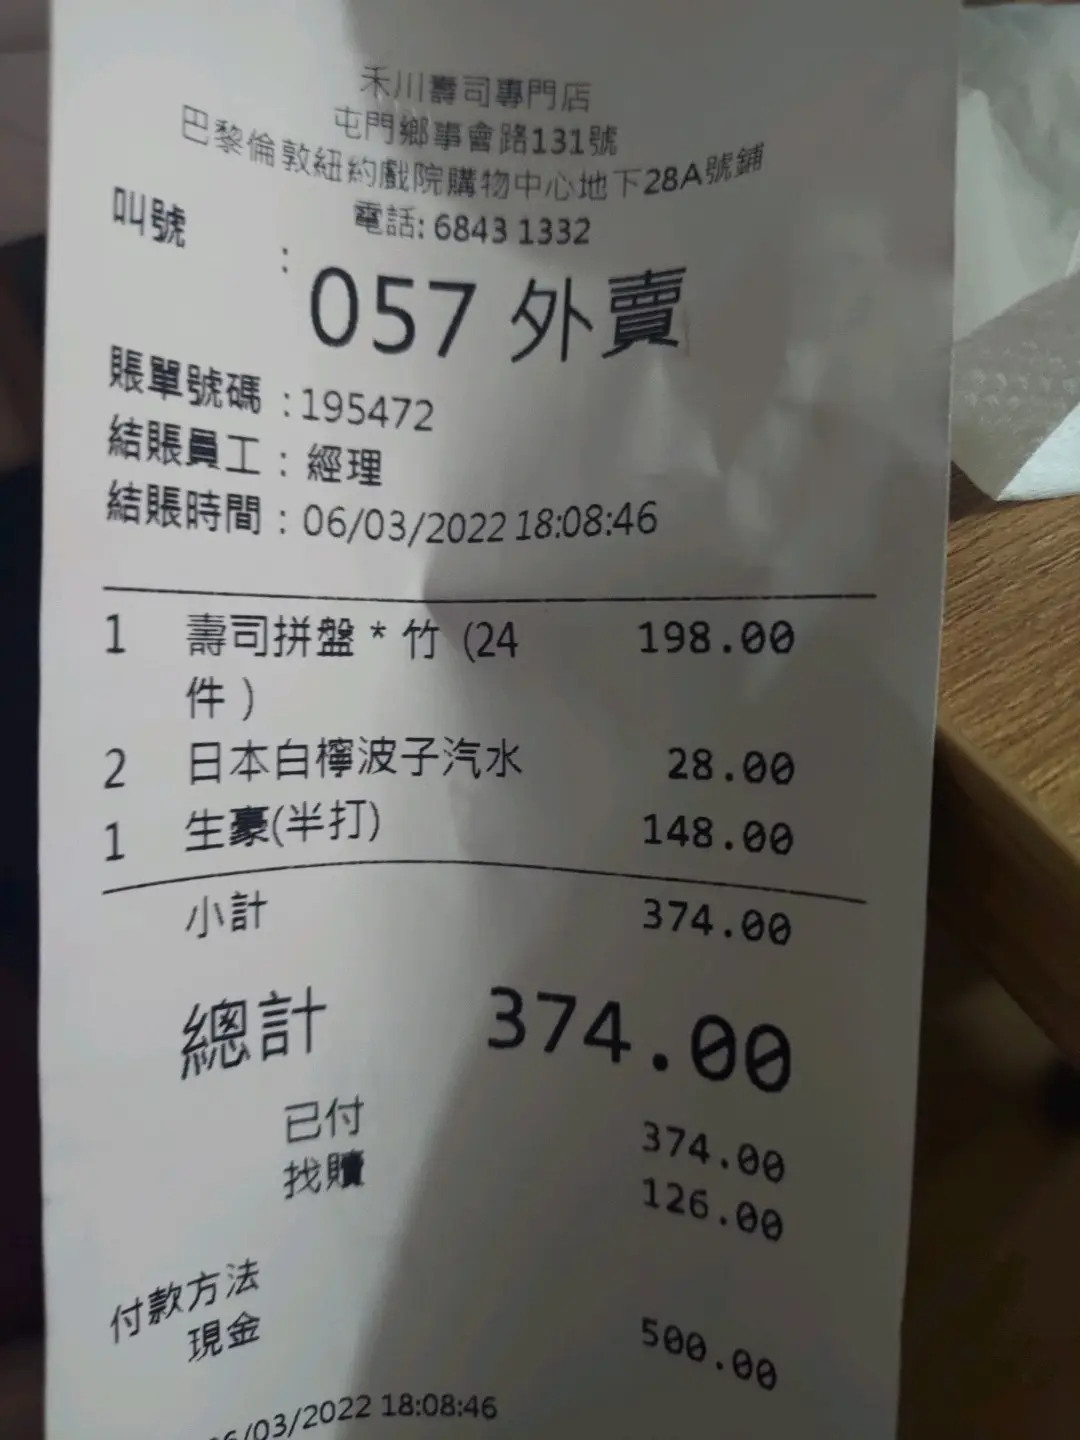 禾川壽司專門店
屯門鄉事會路131號
巴黎倫敦紐約戲院購物中心地下28A號鋪
電話: 6843 1332
叫號 : 057 外賣
賬單號碼 : 195472
結賬員工 : 經理
結賬時間 : 06/03/2022 18:08:46
1 壽司拼盤 * 竹 (24 198.00
件 )
2 日本白檸波子汽水 28.00
1 生豪(半打) 148.00
小計 374.00
總計 374.00
已付 374.00
找贖 126.00
付款方法
現金 500.00
06/03/2022 18:08:46